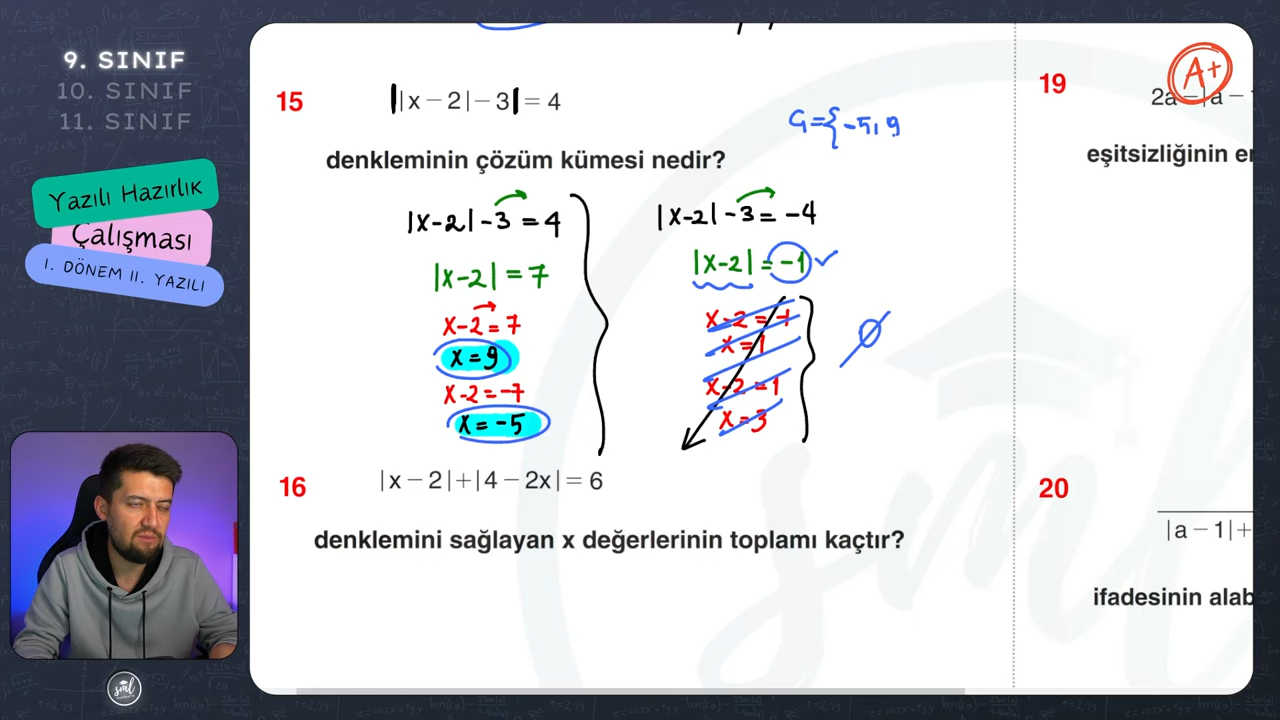 9. SINIF
10. SINIF
11. SINIF
Yazılı Hazırlık
Çalışması
I. DÖNEM II. YAZILI
sml
15
||x − 2| − 3| = 4
denkleminin çözüm kümesi nedir?
Ç={-5, 9
|x-2| - 3 = 4
|x-2| = 7
x-2 = 7
x = 9
x-2 = -7
x = -5
|x-2| - 3 = -4
|x-2| = -1
x-2 = -1
x = 1
x-2 = 1
x = 3
∅
16
|x − 2| + |4 − 2x| = 6
denklemini sağlayan x değerlerinin toplamı kaçtır?
A+
19
2a − |a −
eşitsizliğinin
20
|a − 1| +
ifadesinin